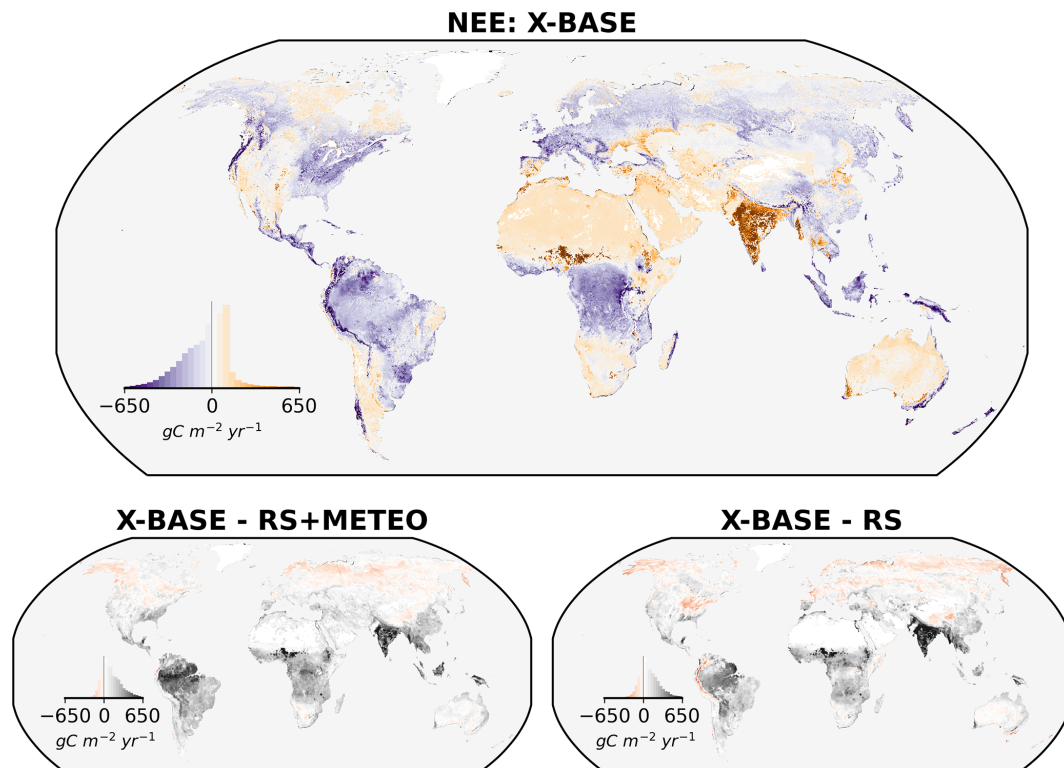 NEE: X-BASE
−650 0 650
gC m⁻² yr⁻¹
X-BASE - RS+METEO
X-BASE - RS
−650 0 650
gC m⁻² yr⁻¹
−650 0 650
gC m⁻² yr⁻¹